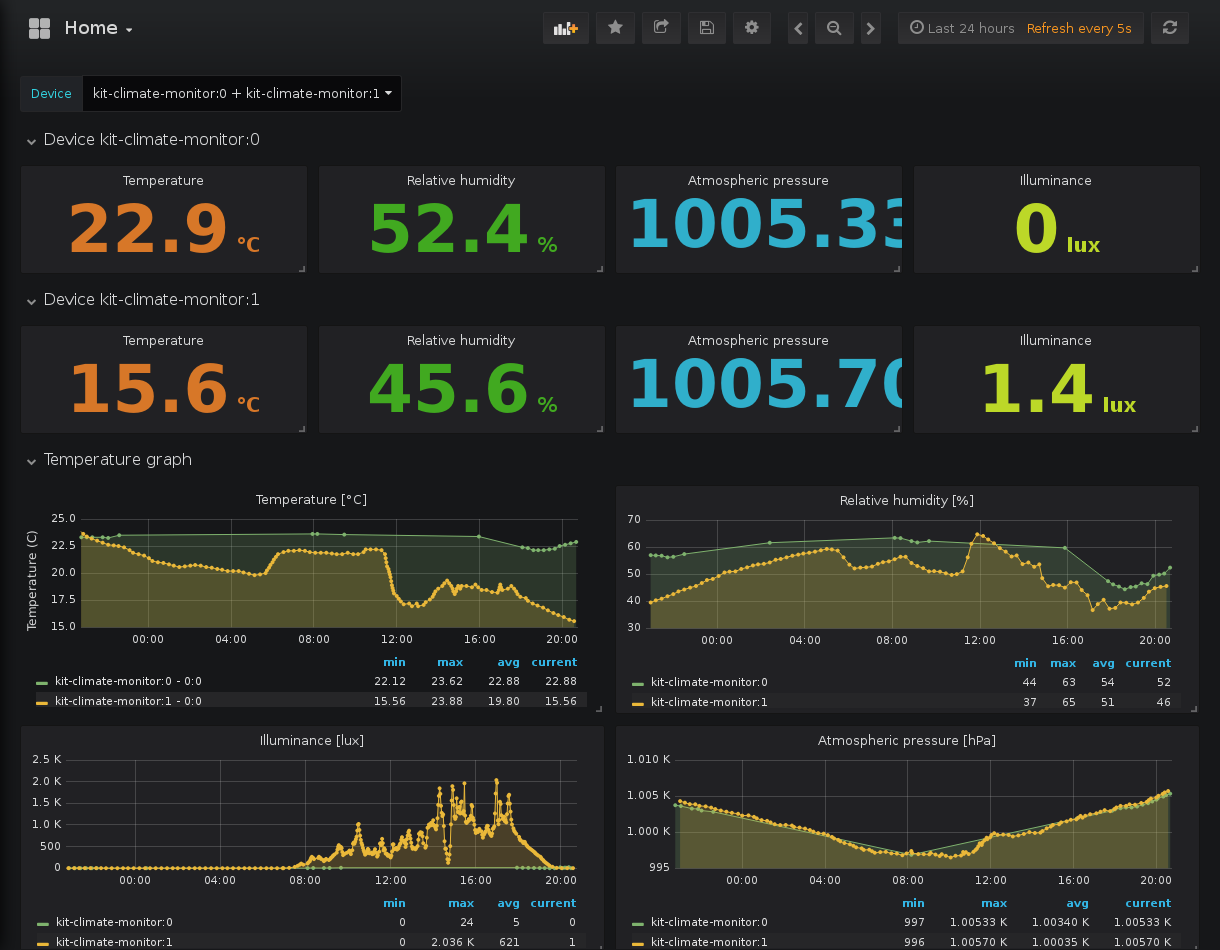 Home
Last 24 hours Refresh every 5s
Device kit-climate-monitor:0 + kit-climate-monitor:1
Device kit-climate-monitor:0
Temperature Relative humidity Atmospheric pressure Illuminance
22.9 °C 52.4 % 1005.33 0 lux
Device kit-climate-monitor:1
Temperature Relative humidity Atmospheric pressure Illuminance
15.6 °C 45.6 % 1005.70 1.4 lux
Temperature graph
Temperature [°C]
Temperature (C)
25.0
22.5
20.0
17.5
15.0
00:00 04:00 08:00 12:00 16:00 20:00
min max avg current
kit-climate-monitor:0 - 0:0 22.12 23.62 22.88 22.88
kit-climate-monitor:1 - 0:0 15.56 23.88 19.80 15.56
Relative humidity [%]
70
60
50
40
30
00:00 04:00 08:00 12:00 16:00 20:00
min max avg current
kit-climate-monitor:0 44 63 54 52
kit-climate-monitor:1 37 65 51 46
Illuminance [lux]
2.5 K
2.0 K
1.5 K
1.0 K
500
0
00:00 04:00 08:00 12:00 16:00 20:00
min max avg current
kit-climate-monitor:0 0 24 5 0
kit-climate-monitor:1 0 2.036 K 621 1
Atmospheric pressure [hPa]
1.010 K
1.005 K
1.000 K
995
00:00 04:00 08:00 12:00 16:00 20:00
min max avg current
kit-climate-monitor:0 997 1.00533 K 1.00340 K 1.00533 K
kit-climate-monitor:1 996 1.00570 K 1.00035 K 1.00570 K